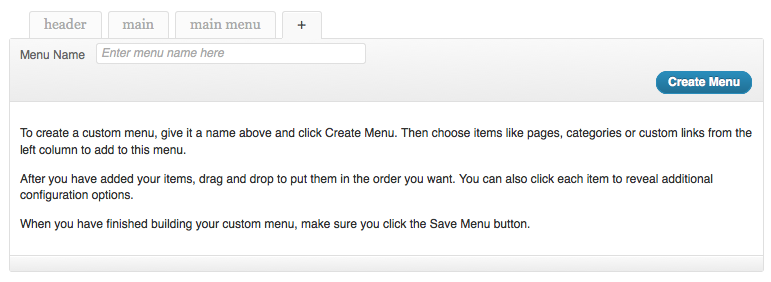 header main main menu +
Menu Name Enter menu name here
Create Menu
To create a custom menu, give it a name above and click Create Menu. Then choose items like pages, categories or custom links from the
left column to add to this menu.
After you have added your items, drag and drop to put them in the order you want. You can also click each item to reveal additional
configuration options.
When you have finished building your custom menu, make sure you click the Save Menu button.